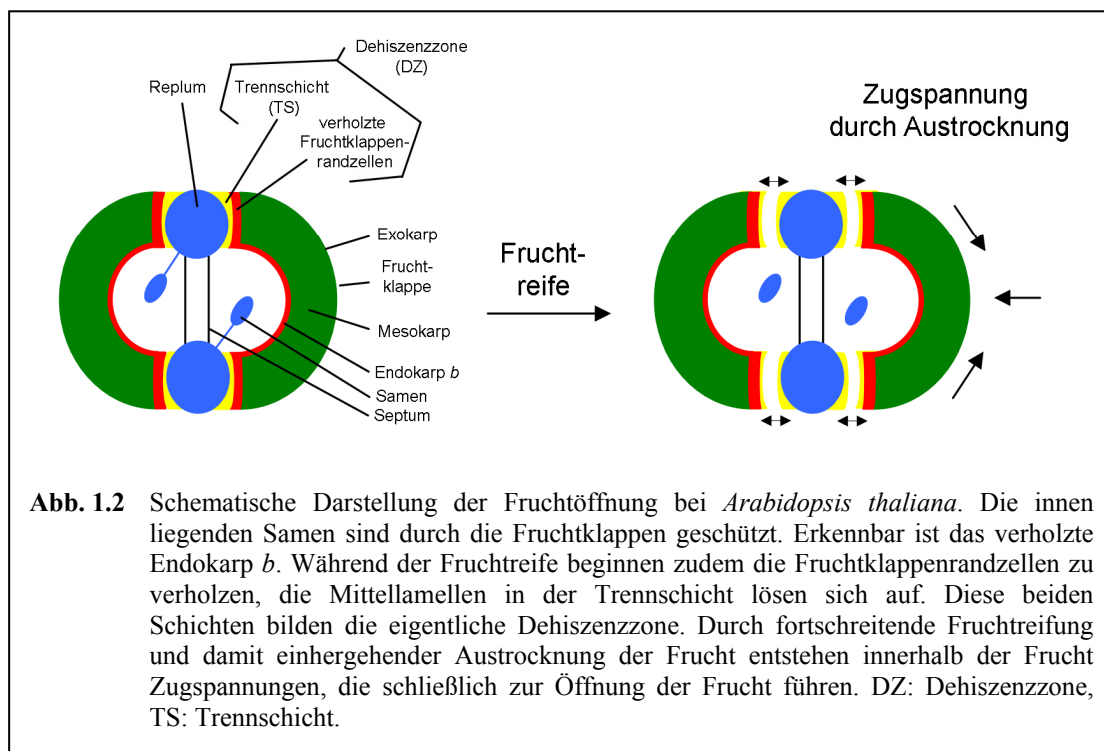 Dehiszenzzone
(DZ)
Replum
Trennschicht
(TS)
verholzte
Fruchtklappen-
randzellen
Exokarp
Frucht-
klappe
Mesokarp
Endokarp b
Samen
Septum
Frucht-
reife
Zugspannung
durch Austrocknung
Abb. 1.2 Schematische Darstellung der Fruchtöffnung bei Arabidopsis thaliana. Die innen
liegenden Samen sind durch die Fruchtklappen geschützt. Erkennbar ist das verholzte
Endokarp b. Während der Fruchtreife beginnen zudem die Fruchtklappenrandzellen zu
verholzen, die Mittellamellen in der Trennschicht lösen sich auf. Diese beiden
Schichten bilden die eigentliche Dehiszenzzone. Durch fortschreitende Fruchtreifung
und damit einhergehender Austrocknung der Frucht entstehen innerhalb der Frucht
Zugspannungen, die schließlich zur Öffnung der Frucht führen. DZ: Dehiszenzzone,
TS: Trennschicht.